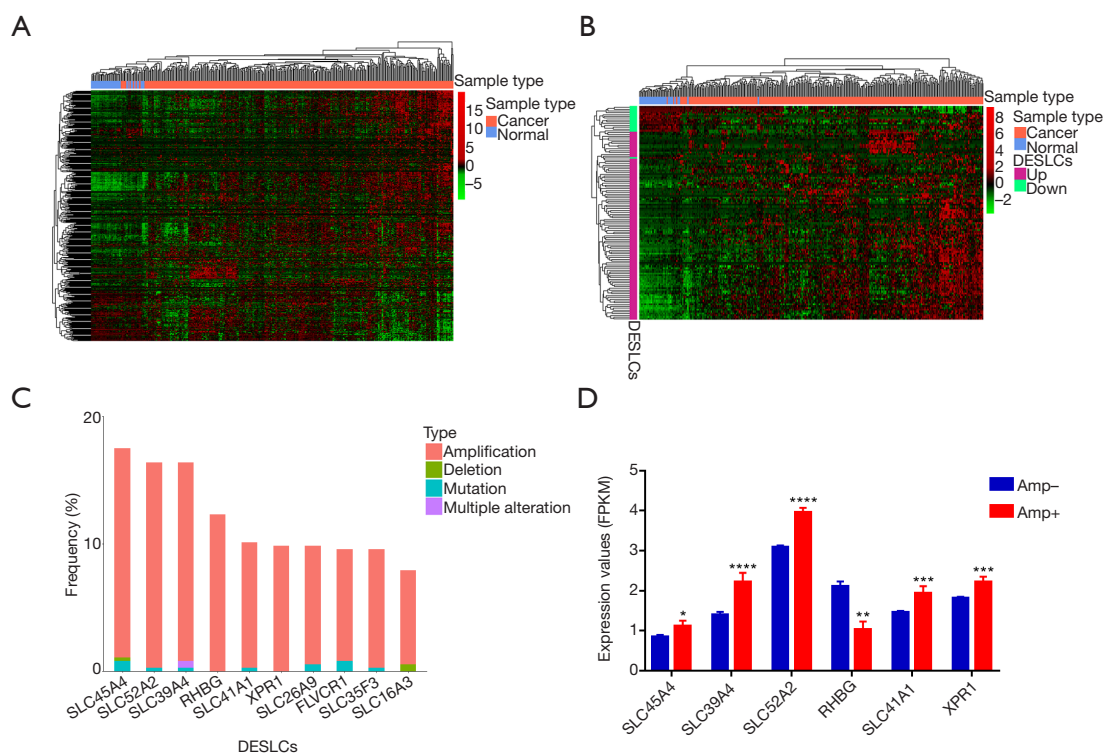 A
Sample type
15
10
5
0
−5
Sample type
Cancer
Normal
B
Sample type
8
6
4
2
0
−2
Sample type
Cancer
Normal
DESLCs
Up
Down
DESLCs
C
20
10
0
Frequency (%)
Type
Amplification
Deletion
Mutation
Multiple alteration
SLC45A4
SLC52A2
SLC39A4
RHBG
SLC41A1
XPR1
SLC26A9
FLVCR1
SLC35F3
SLC16A3
DESLCs
D
Expression values (FPKM)
5
4
3
2
1
0
Amp−
Amp+
*
****
****
**
***
***
SLC45A4
SLC39A4
SLC52A2
RHBG
SLC41A1
XPR1